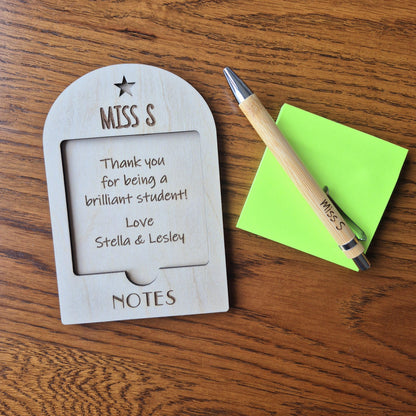 MISS S
Thank you
for being a
brilliant student!
Love
Stella & Lesley
NOTES
MISS S